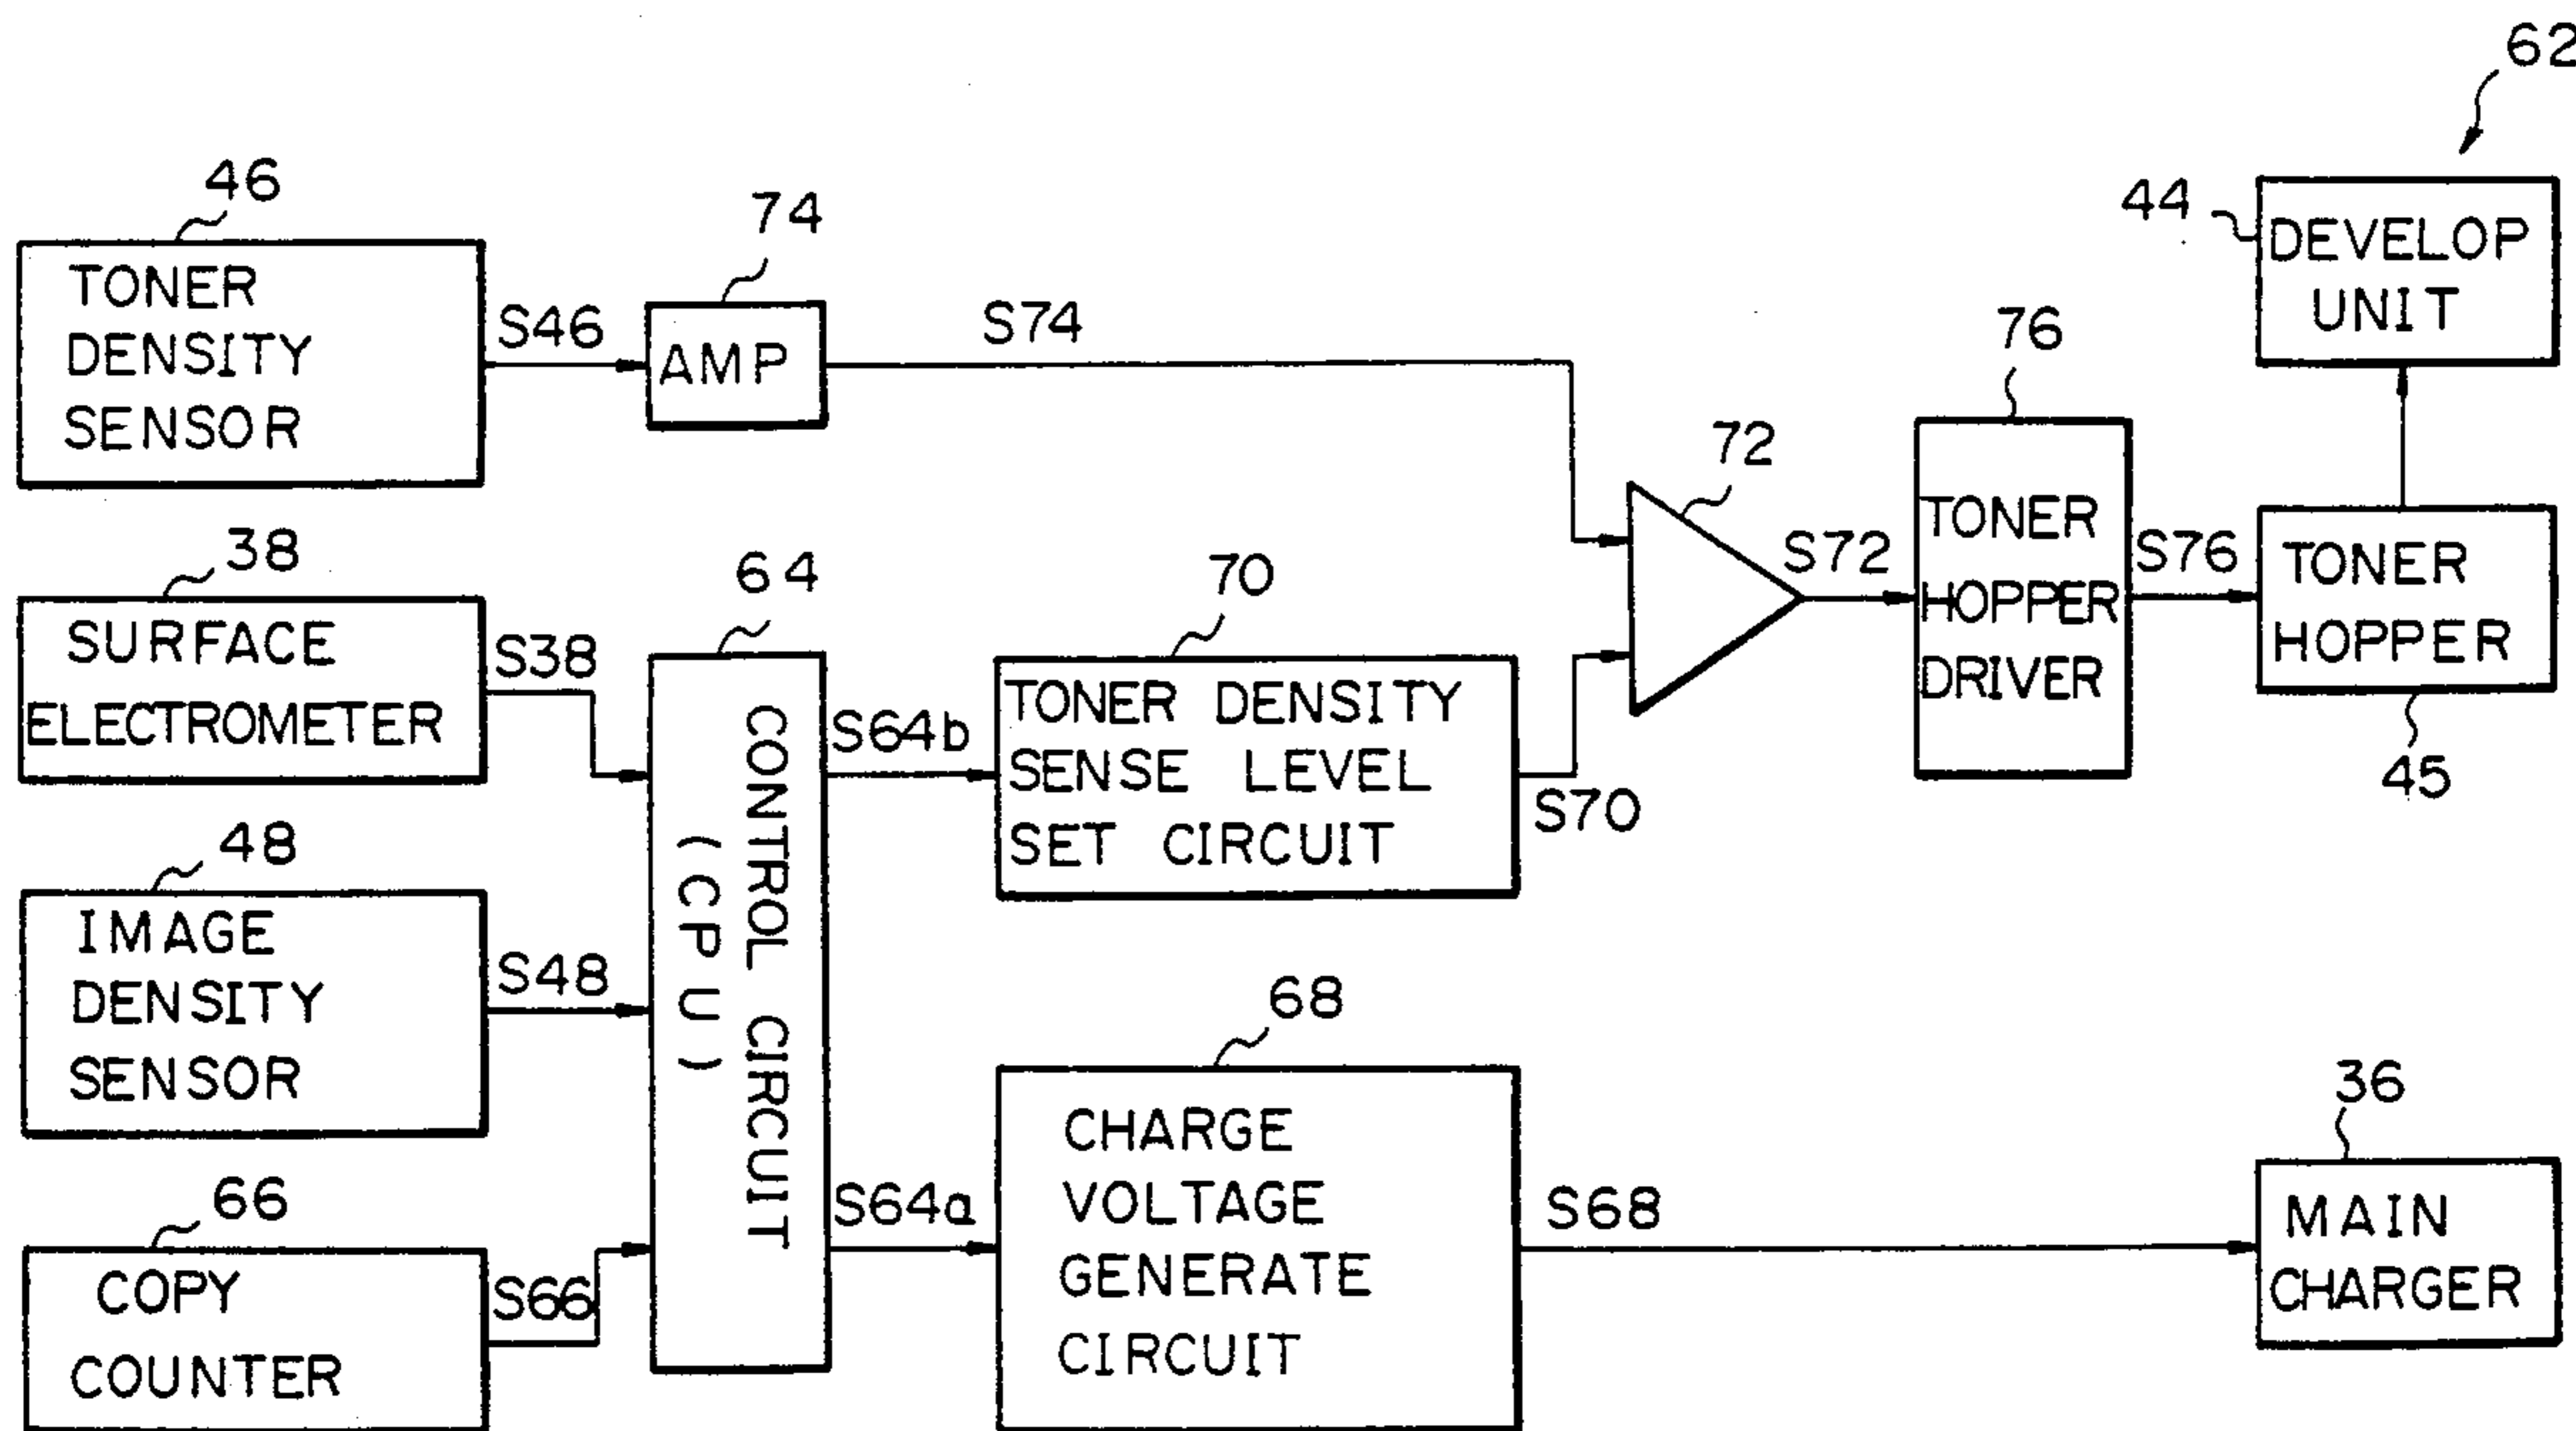 62
46
TONER
DENSITY
SENSOR
S46
74
AMP
S74
44
DEVELOP
UNIT
38
SURFACE
ELECTROMETER
S38
64
CONTROL CIRCUIT
(CPU)
S64b
70
TONER DENSITY
SENSE LEVEL
SET CIRCUIT
S70
72
S72
76
TONER
HOPPER
DRIVER
S76
TONER
HOPPER
45
48
IMAGE
DENSITY
SENSOR
S48
66
COPY
COUNTER
S66
S64a
68
CHARGE
VOLTAGE
GENERATE
CIRCUIT
S68
36
MAIN
CHARGER